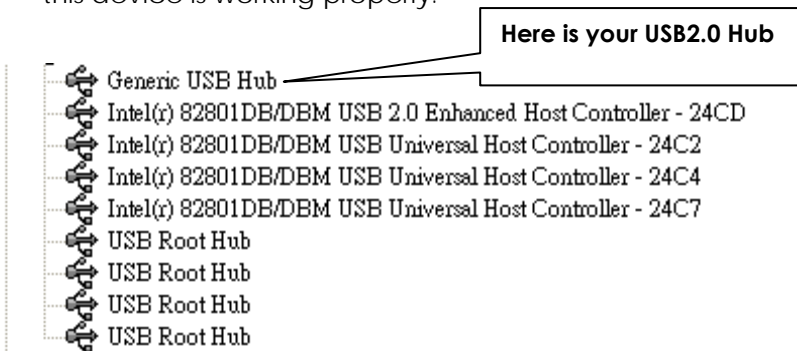 this device is working properly.
Here is your USB2.0 Hub
Generic USB Hub
Intel(r) 82801DB/DBM USB 2.0 Enhanced Host Controller - 24CD
Intel(r) 82801DB/DBM USB Universal Host Controller - 24C2
Intel(r) 82801DB/DBM USB Universal Host Controller - 24C4
Intel(r) 82801DB/DBM USB Universal Host Controller - 24C7
USB Root Hub
USB Root Hub
USB Root Hub
USB Root Hub